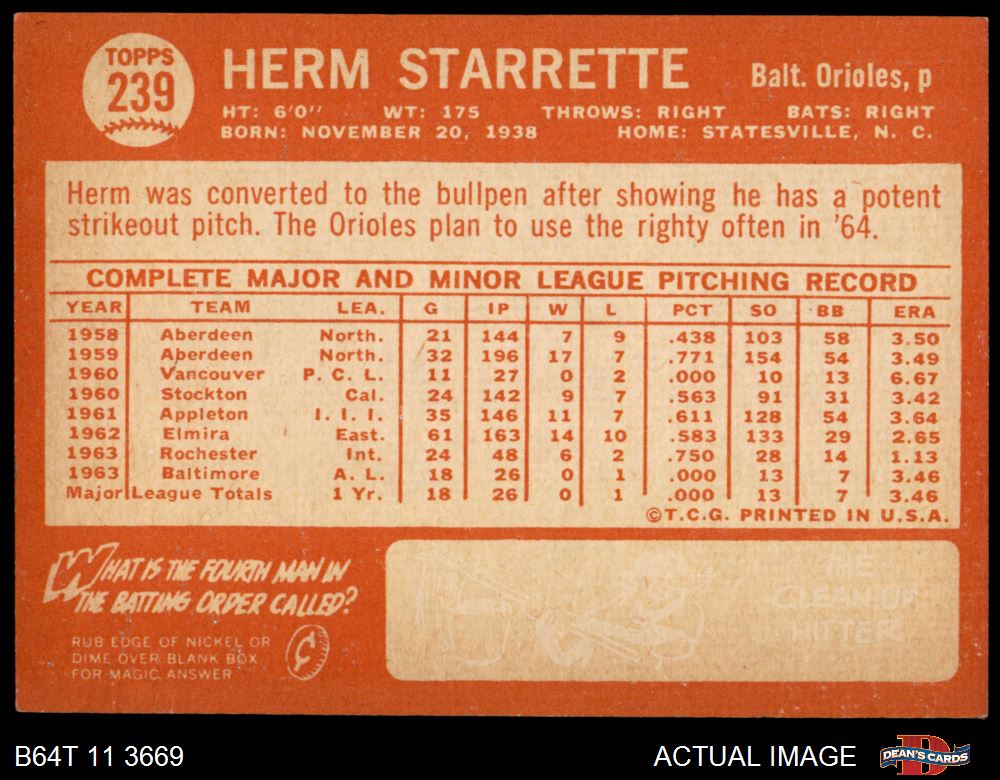 TOPPS
239
HERM STARRETTE
Balt. Orioles, p
HT: 6'0'' WT: 175 THROWS: RIGHT BATS: RIGHT
BORN: NOVEMBER 20, 1938 HOME: STATESVILLE, N. C.
Herm was converted to the bullpen after showing he has a potent
strikeout pitch. The Orioles plan to use the righty often in '64.
COMPLETE MAJOR AND MINOR LEAGUE PITCHING RECORD
YEAR TEAM LEA. G IP W L PCT SO BB ERA
1958 Aberdeen North. 21 144 7 9 .438 103 58 3.50
1959 Aberdeen North. 32 196 17 7 .771 154 54 3.49
1960 Vancouver P. C. L. 11 27 0 2 .000 10 13 6.67
1960 Stockton Cal. 24 142 9 7 .563 91 31 3.42
1961 Appleton I. I. I. 35 146 11 7 .611 128 54 3.64
1962 Elmira East. 61 163 14 10 .583 133 29 2.65
1963 Rochester Int. 24 48 6 2 .750 28 14 1.13
1963 Baltimore A. L. 18 26 0 1 .000 13 7 3.46
Major League Totals 1 Yr. 18 26 0 1 .000 13 7 3.46
©T.C.G. PRINTED IN U.S.A.
WHAT IS THE FOURTH MAN IN
THE BATTING ORDER CALLED?
RUB EDGE OF NICKEL OR
DIME OVER BLANK BOX
FOR MAGIC ANSWER
¢
THE
CLEAN-UP
HITTER
B64T 11 3669
ACTUAL IMAGE
DEAN'S CARDS